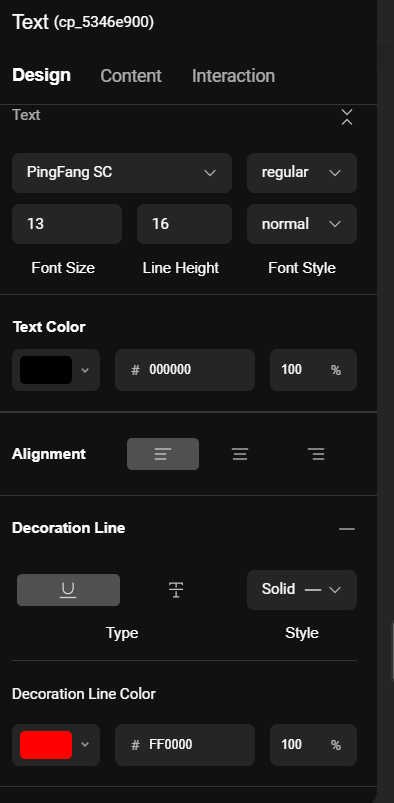 Text (cp_5346e900)
Design Content Interaction
Text
PingFang SC regular
13 16 normal
Font Size Line Height Font Style
Text Color
# 000000 100 %
Alignment
Decoration Line
U T Solid
Type Style
Decoration Line Color
# FF0000 100 %